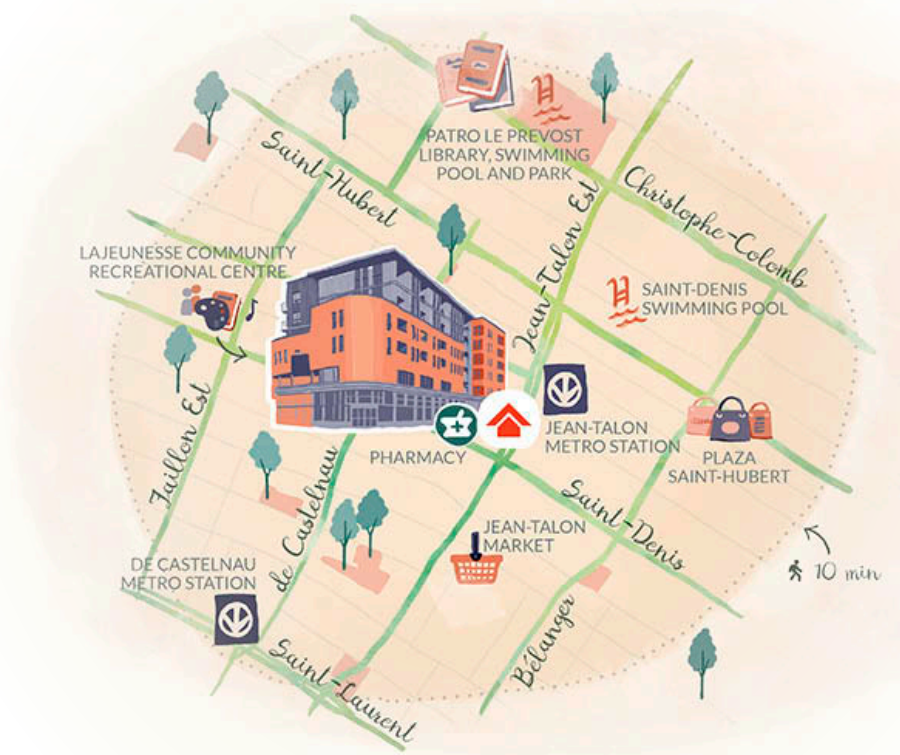 PATRO LE PREVOST
LIBRARY, SWIMMING
POOL AND PARK
Saint-Hubert
Christophe-Colomb
Jean-Talon Est
LAJEUNESSE COMMUNITY
RECREATIONAL CENTRE
SAINT-DENIS
SWIMMING POOL
Faillon Est
JEAN-TALON
METRO STATION
PHARMACY
PLAZA
SAINT-HUBERT
de Castelnau
Saint-Denis
JEAN-TALON
MARKET
DE CASTELNAU
METRO STATION
10 min
Bélanger
Saint-Laurent